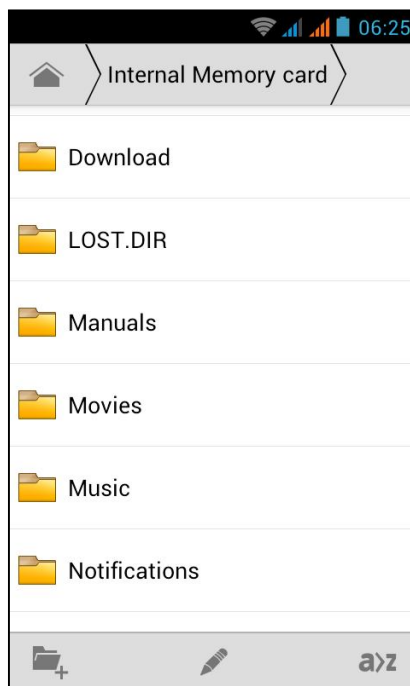 06:25
Internal Memory card
Download
LOST.DIR
Manuals
Movies
Music
Notifications
a>z